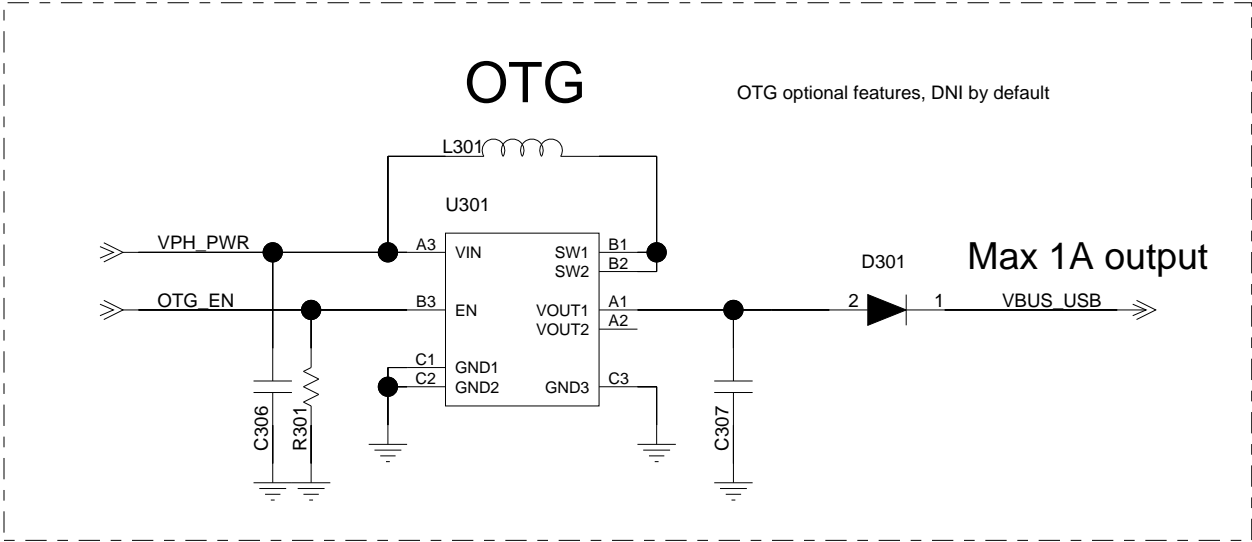 OTG
OTG optional features, DNI by default
L301
U301
VPH_PWR
A3
VIN
SW1
B1
SW2
B2
D301
Max 1A output
OTG_EN
B3
EN
VOUT1
A1
2
1
VBUS_USB
VOUT2
A2
C1
GND1
C2
GND2
GND3
C3
C306
R301
C307